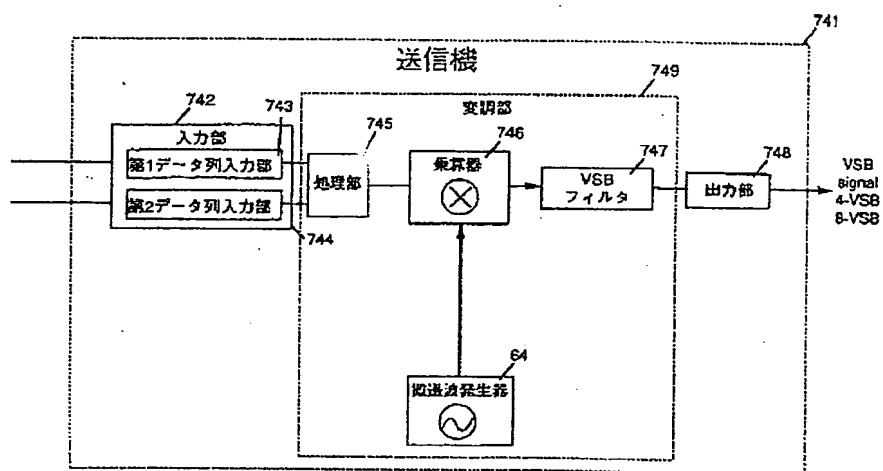 741
送信機
749
742
743
変調部
入力部
745
746
第1データ列入力部
乗算器
747
748
処理部
VSB
フィルタ
出力部
VSB
signal
4-VSB
8-VSB
第2データ列入力部
744
64
波発生器